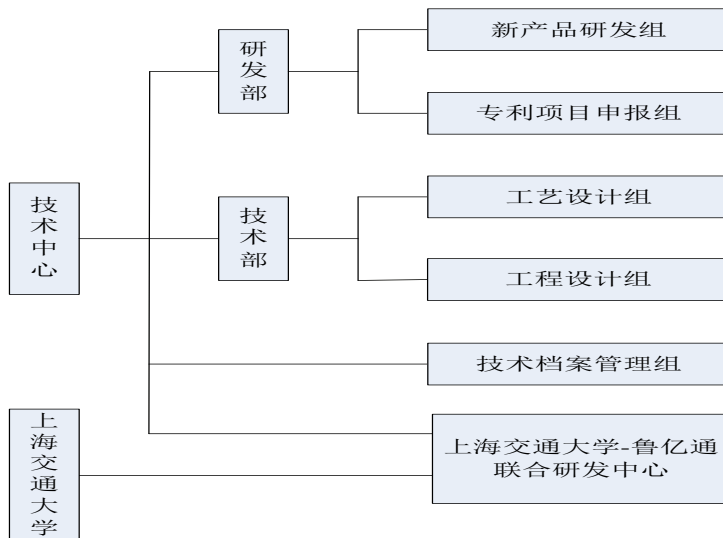 新产品研发组
研发部
专利项目申报组
工艺设计组
技术中心
技术部
工程设计组
技术档案管理组
上海交通大学
上海交通大学-鲁亿通
联合研发中心